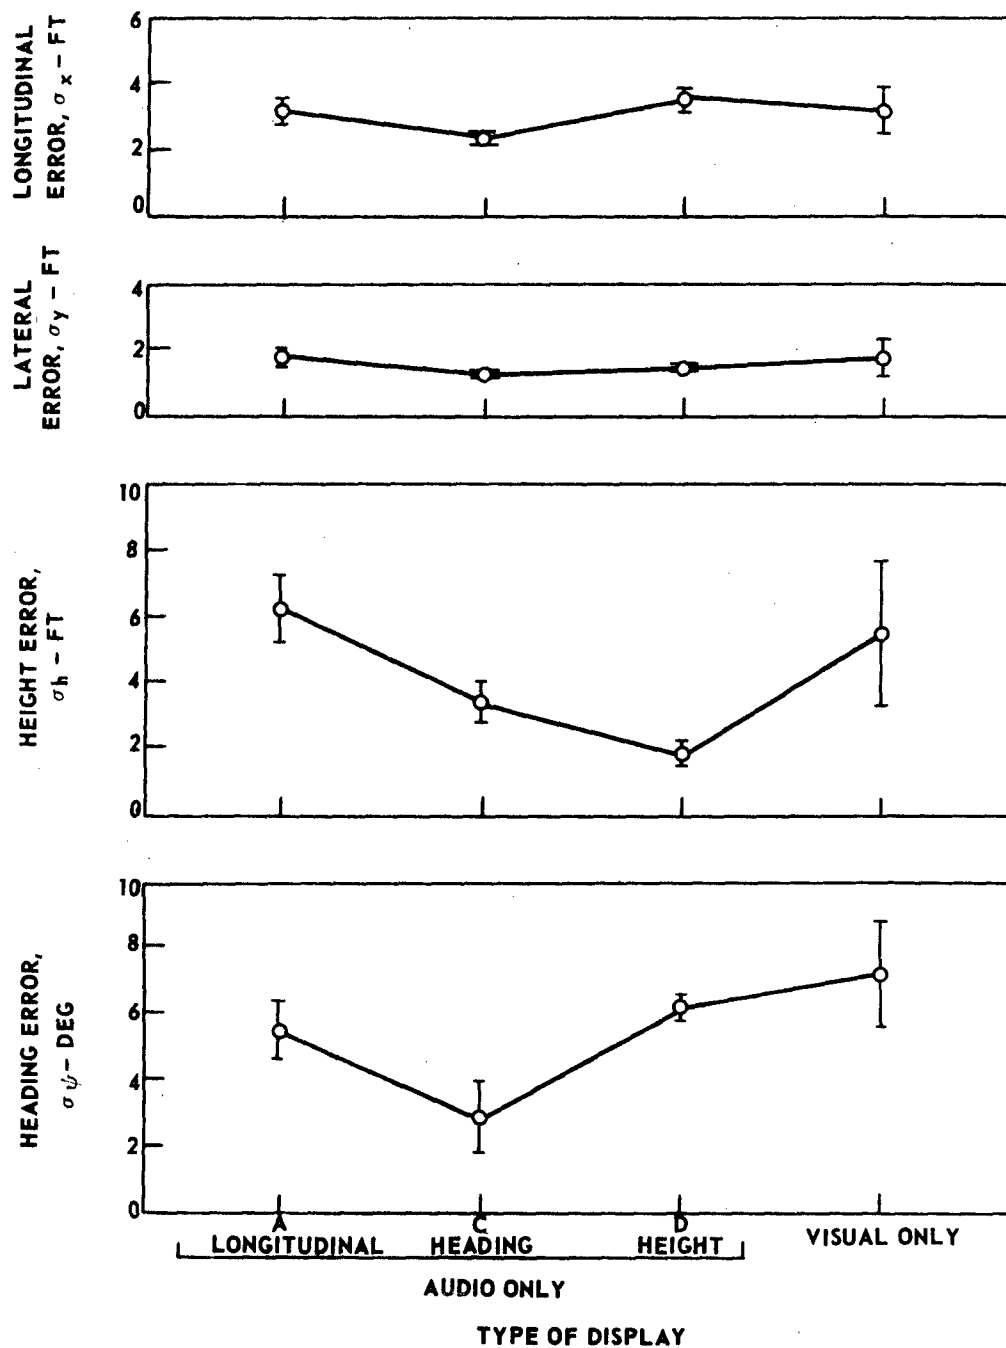 LONGITUDINAL
ERROR, σ x – FT
6
4
2
0
LATERAL
ERROR, σy – FT
4
2
0
HEIGHT ERROR,
σh – FT
10
8
6
4
2
0
HEADING ERROR,
σψ – DEG
10
8
6
4
2
0
A C D
LONGITUDINAL HEADING HEIGHT VISUAL ONLY
AUDIO ONLY
TYPE OF DISPLAY